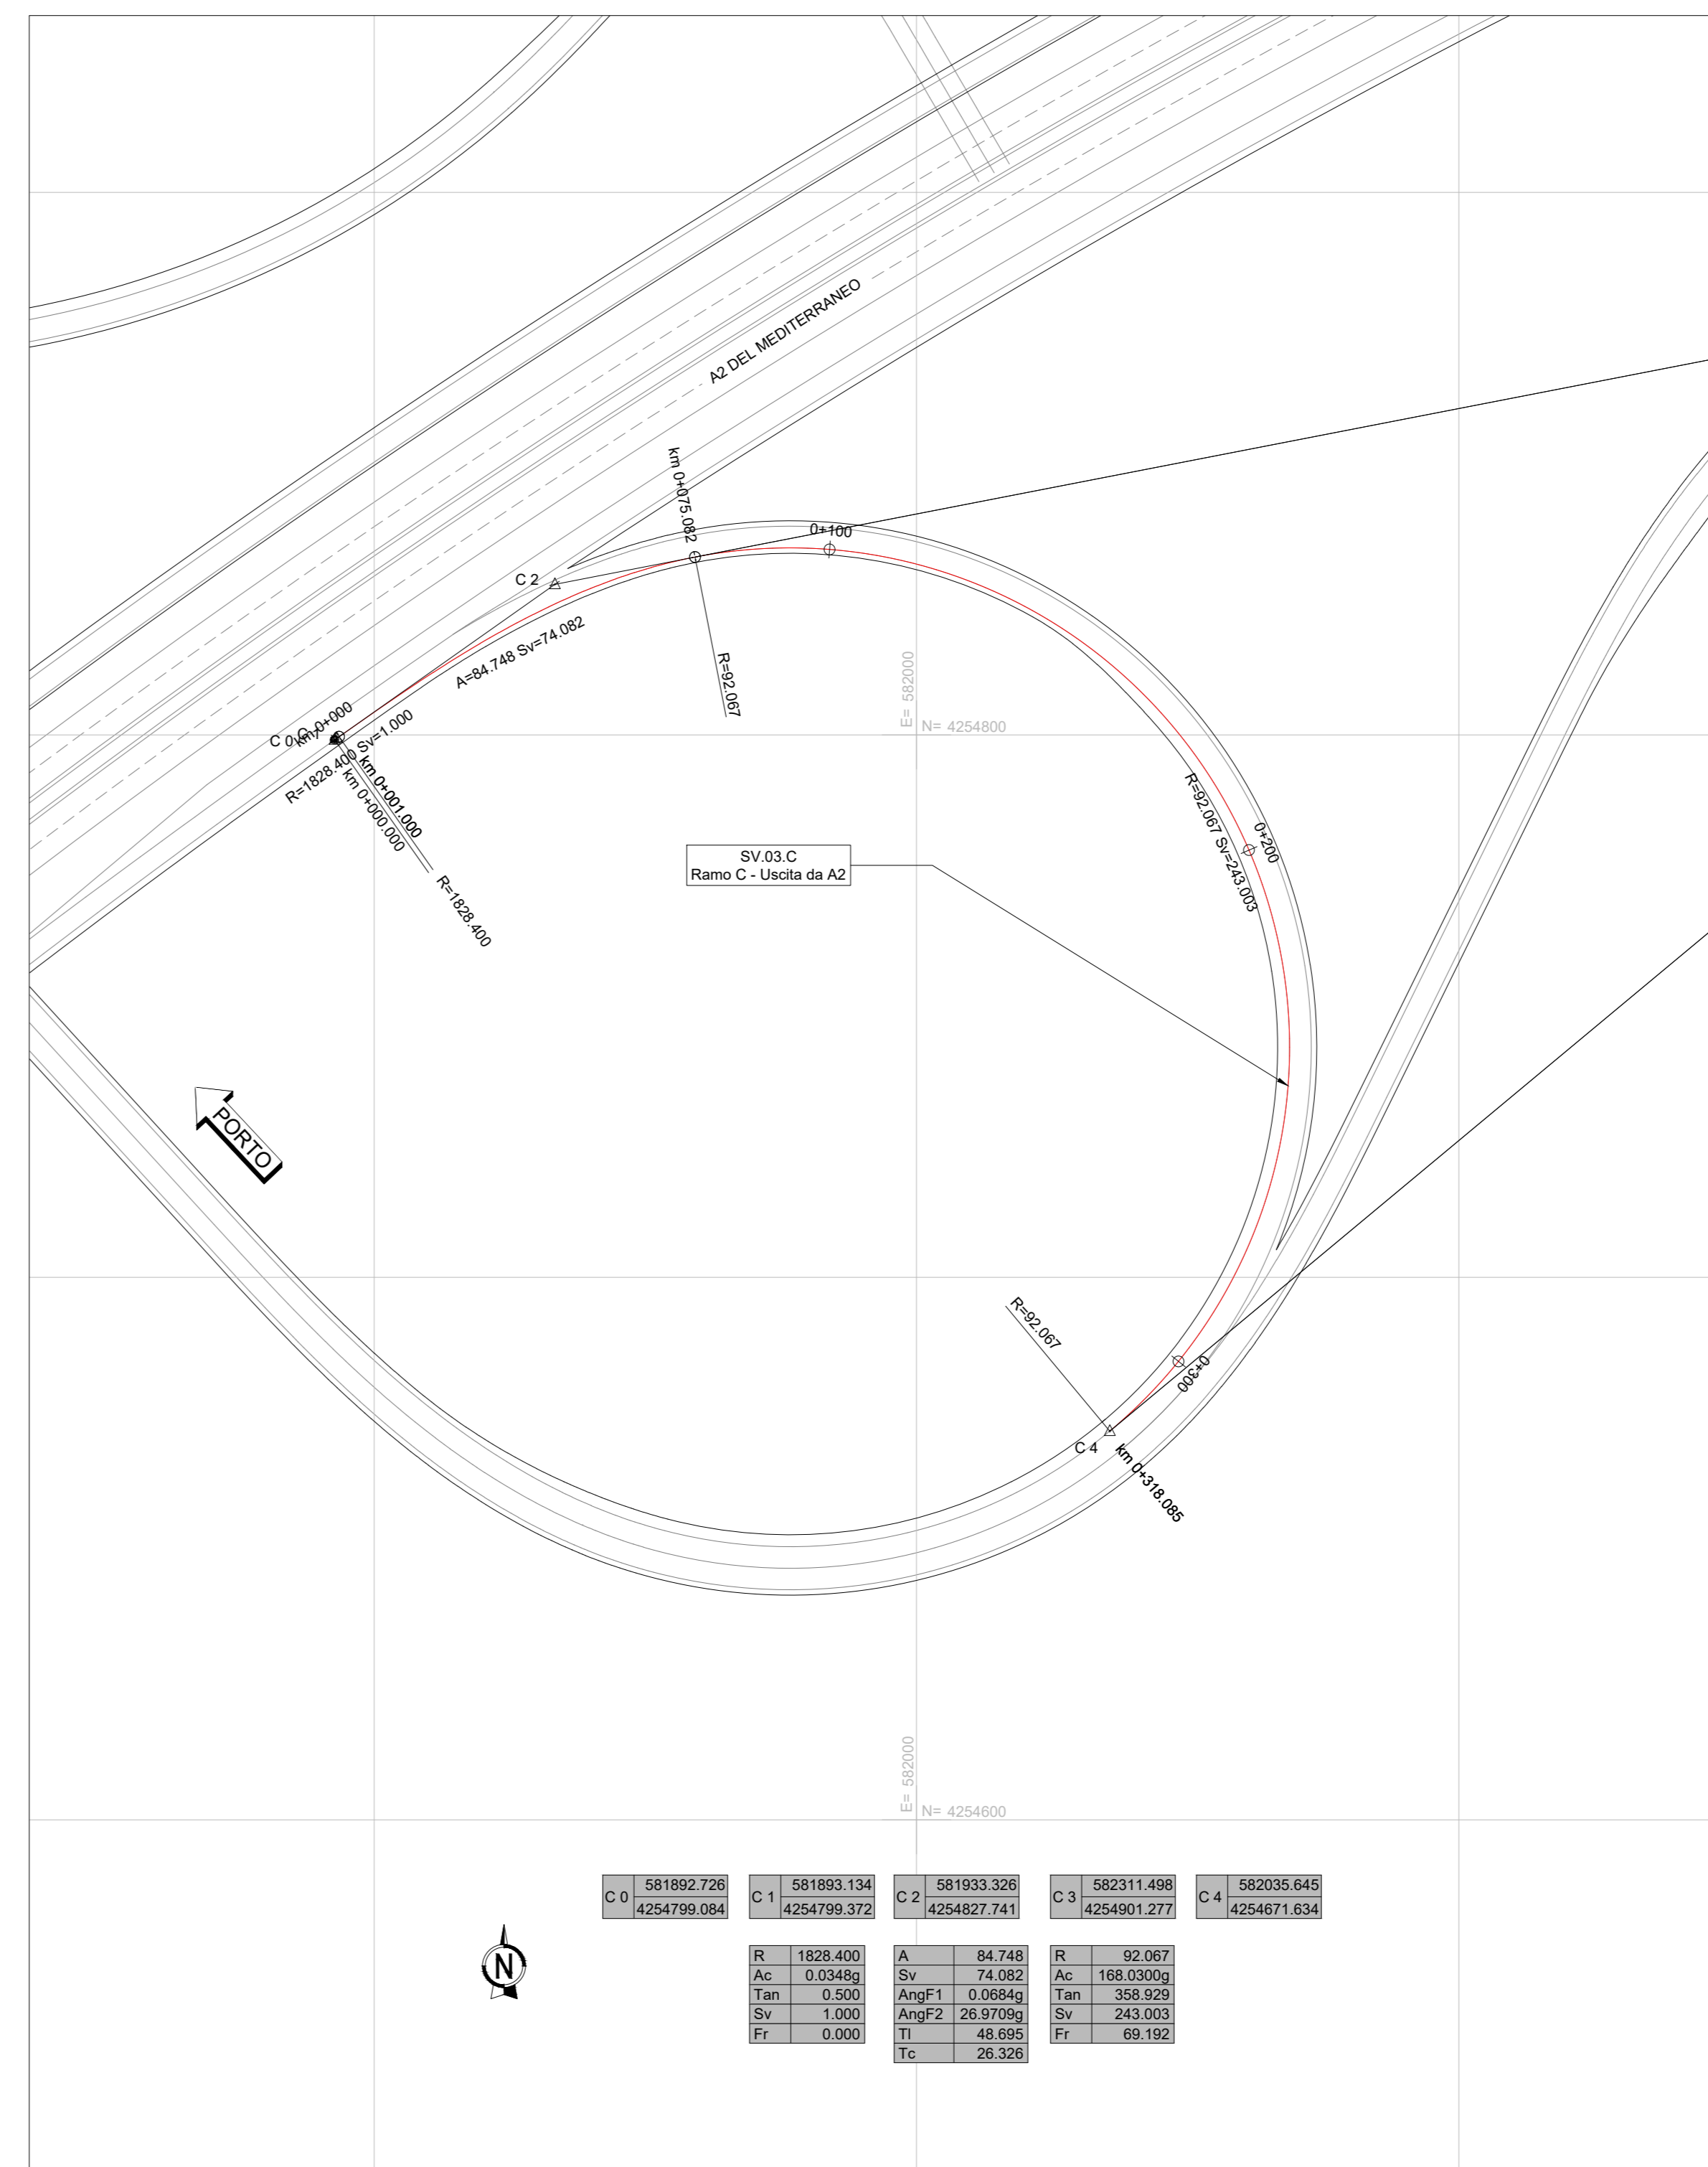 A2 DEL MEDITERRANEO
km 0+075.082
0+100
C 2
A=84.748 Sv=74.082
R=92.067
E= 582000
N= 4254800
km 0+000
C 0
C 1
Sv=1.000
R=1828.400
km 0+001.000
km 0+000.000
R=1828.400
R=92.067 Sv=243.003
0+200
SV.03.C
Ramo C - Uscita da A2
PORTO
R=92.067
0+300
C 4
km 0+318.085
E= 582000
N= 4254600
C 0
581892.726
4254799.084
C 1
581893.134
4254799.372
C 2
581933.326
4254827.741
C 3
582311.498
4254901.277
C 4
582035.645
4254671.634
R 1828.400
Ac 0.0348g
Tan 0.500
Sv 1.000
Fr 0.000
A 84.748
Sv 74.082
AngF1 0.0684g
AngF2 26.9709g
Tl 48.695
Tc 26.326
R 92.067
Ac 168.0300g
Tan 358.929
Sv 243.003
Fr 69.192
N